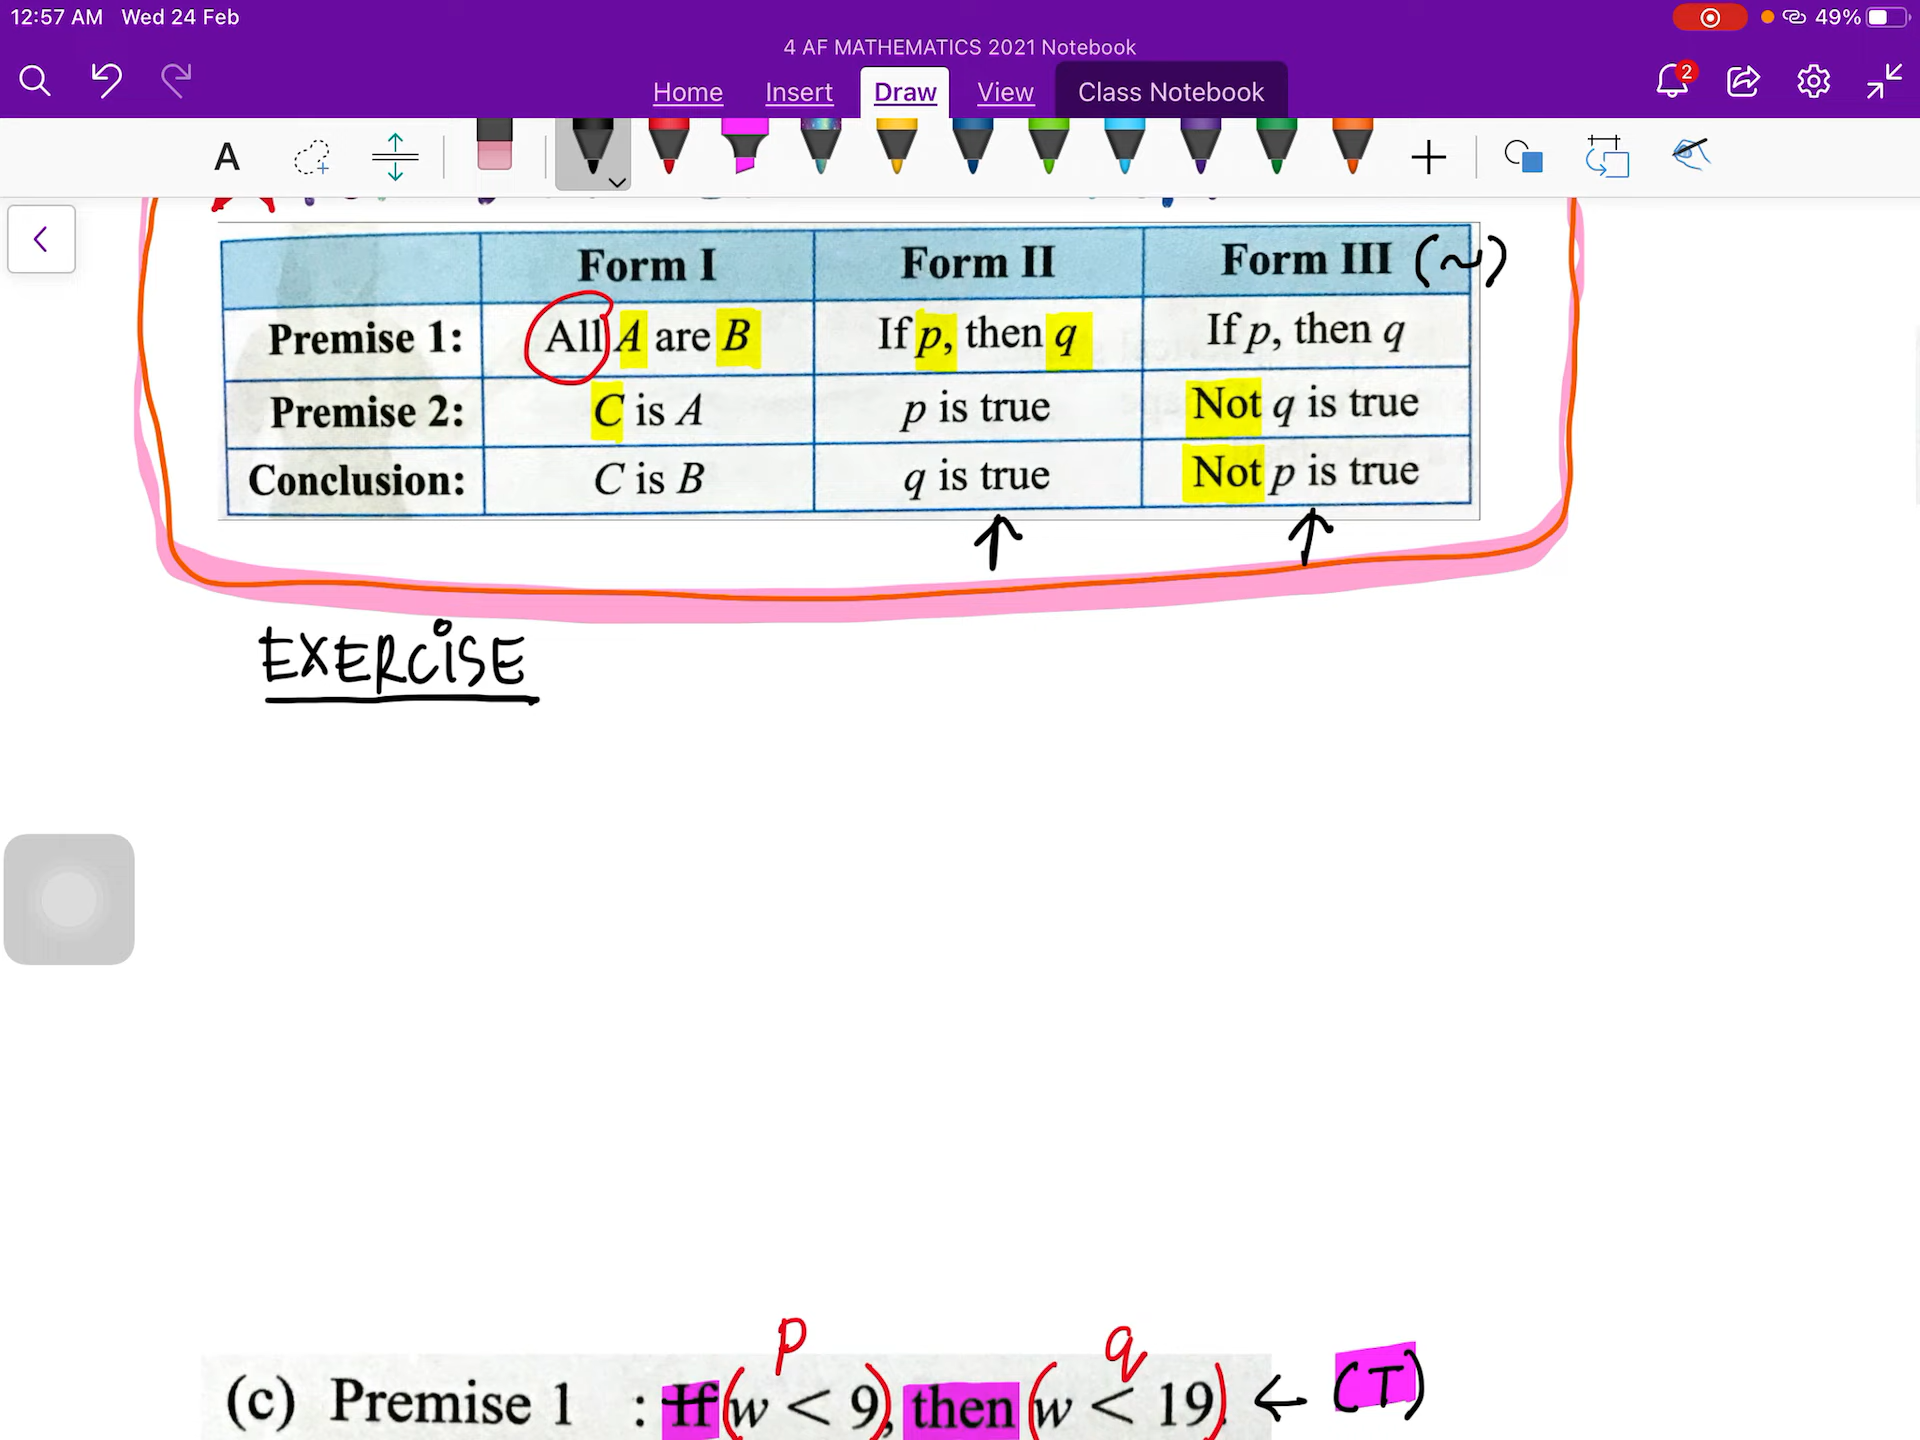 12:57 AM Wed 24 Feb
49%
4 AF MATHEMATICS 2021 Notebook
Home Insert Draw View Class Notebook
2
A
Form I Form II Form III (~)
Premise 1: All A are B If p, then q If p, then q
Premise 2: C is A p is true Not q is true
Conclusion: C is B q is true Not p is true
EXERCISE
p q
(c) Premise 1 : If (w < 9), then (w < 19). ← (T)